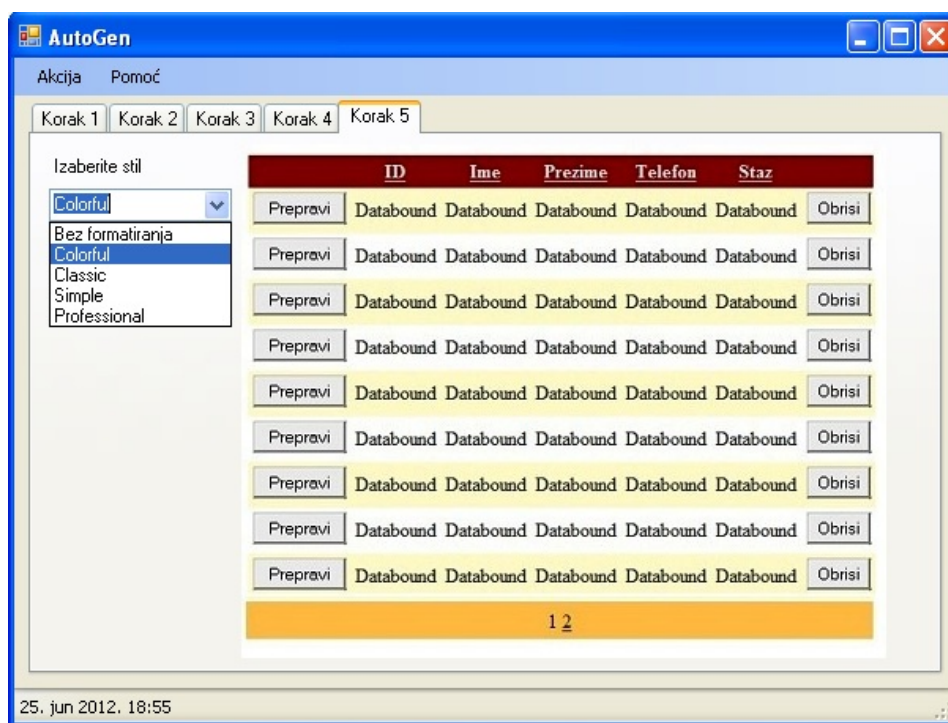 AutoGen
Akcija Pomoć
Korak 1 Korak 2 Korak 3 Korak 4 Korak 5
Izaberite stil
Colorful
Bez formatiranja
Colorful
Classic
Simple
Professional
ID Ime Prezime Telefon Staz
Prepravi Databound Databound Databound Databound Databound Obrisi
Prepravi Databound Databound Databound Databound Databound Obrisi
Prepravi Databound Databound Databound Databound Databound Obrisi
Prepravi Databound Databound Databound Databound Databound Obrisi
Prepravi Databound Databound Databound Databound Databound Obrisi
Prepravi Databound Databound Databound Databound Databound Obrisi
Prepravi Databound Databound Databound Databound Databound Obrisi
Prepravi Databound Databound Databound Databound Databound Obrisi
Prepravi Databound Databound Databound Databound Databound Obrisi
1 2
25. jun 2012. 18:55